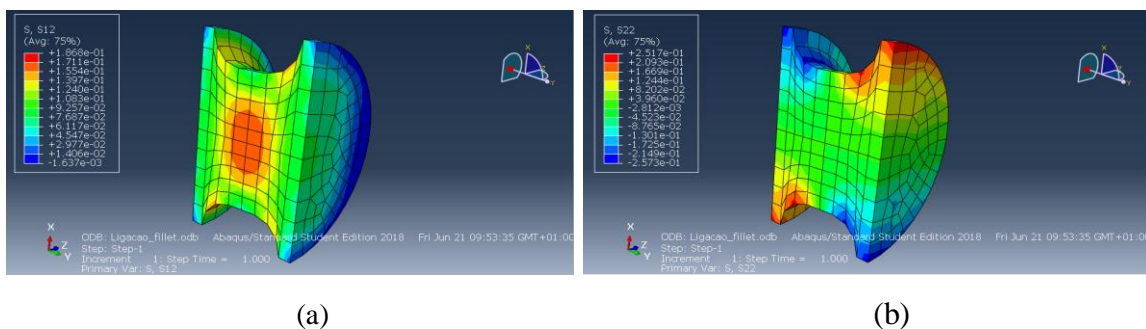 S, S12
(Avg: 75%)
+1.868e-01
+1.711e-01
+1.554e-01
+1.397e-01
+1.240e-01
+1.083e-01
+9.257e-02
+7.687e-02
+6.117e-02
+4.547e-02
+2.977e-02
+1.406e-02
-1.637e-03
X
Y
X
Z
Y
ODB: Ligacao_fillet.odb Abaqus/Standard Student Edition 2018 Fri Jun 21 09:53:35 GMT+01:00
Step: Step-1
Increment 1: Step Time = 1.000
Primary Var: S, S12
(a)
S, S22
(Avg: 75%)
+2.517e-01
+2.093e-01
+1.669e-01
+1.244e-01
+8.202e-02
+3.960e-02
-2.812e-03
-4.523e-02
-8.765e-02
-1.301e-01
-1.725e-01
-2.149e-01
-2.573e-01
X
Y
X
Z
Y
ODB: Ligacao_fillet.odb Abaqus/Standard Student Edition 2018 Fri Jun 21 09:53:35 GMT+01:00
Step: Step-1
Increment 1: Step Time = 1.000
Primary Var: S, S22
(b)